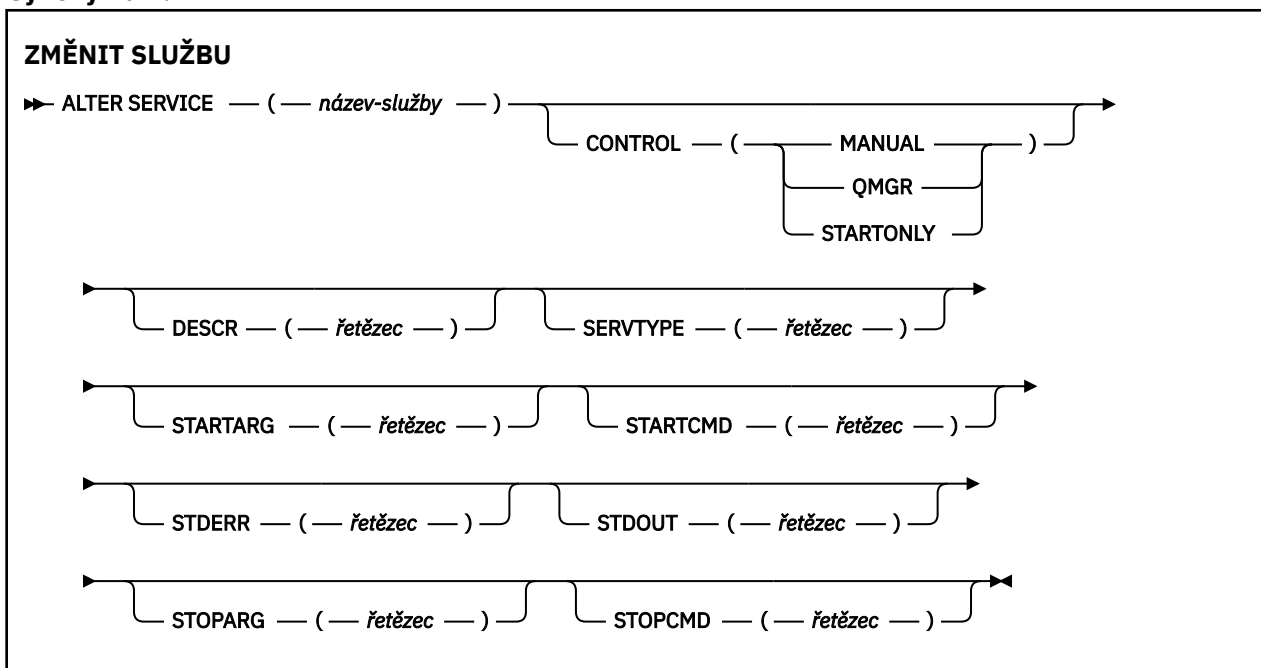 ZMĚNIT SLUŽBU
ALTER SERVICE ( název-služby )
CONTROL ( MANUAL )
QMGR
STARTONLY
DESCR ( řetězec ) SERVTYPE ( řetězec )
STARTARG ( řetězec ) STARTCMD ( řetězec )
STDERR ( řetězec ) STDOUT ( řetězec )
STOPARG ( řetězec ) STOPCMD ( řetězec )